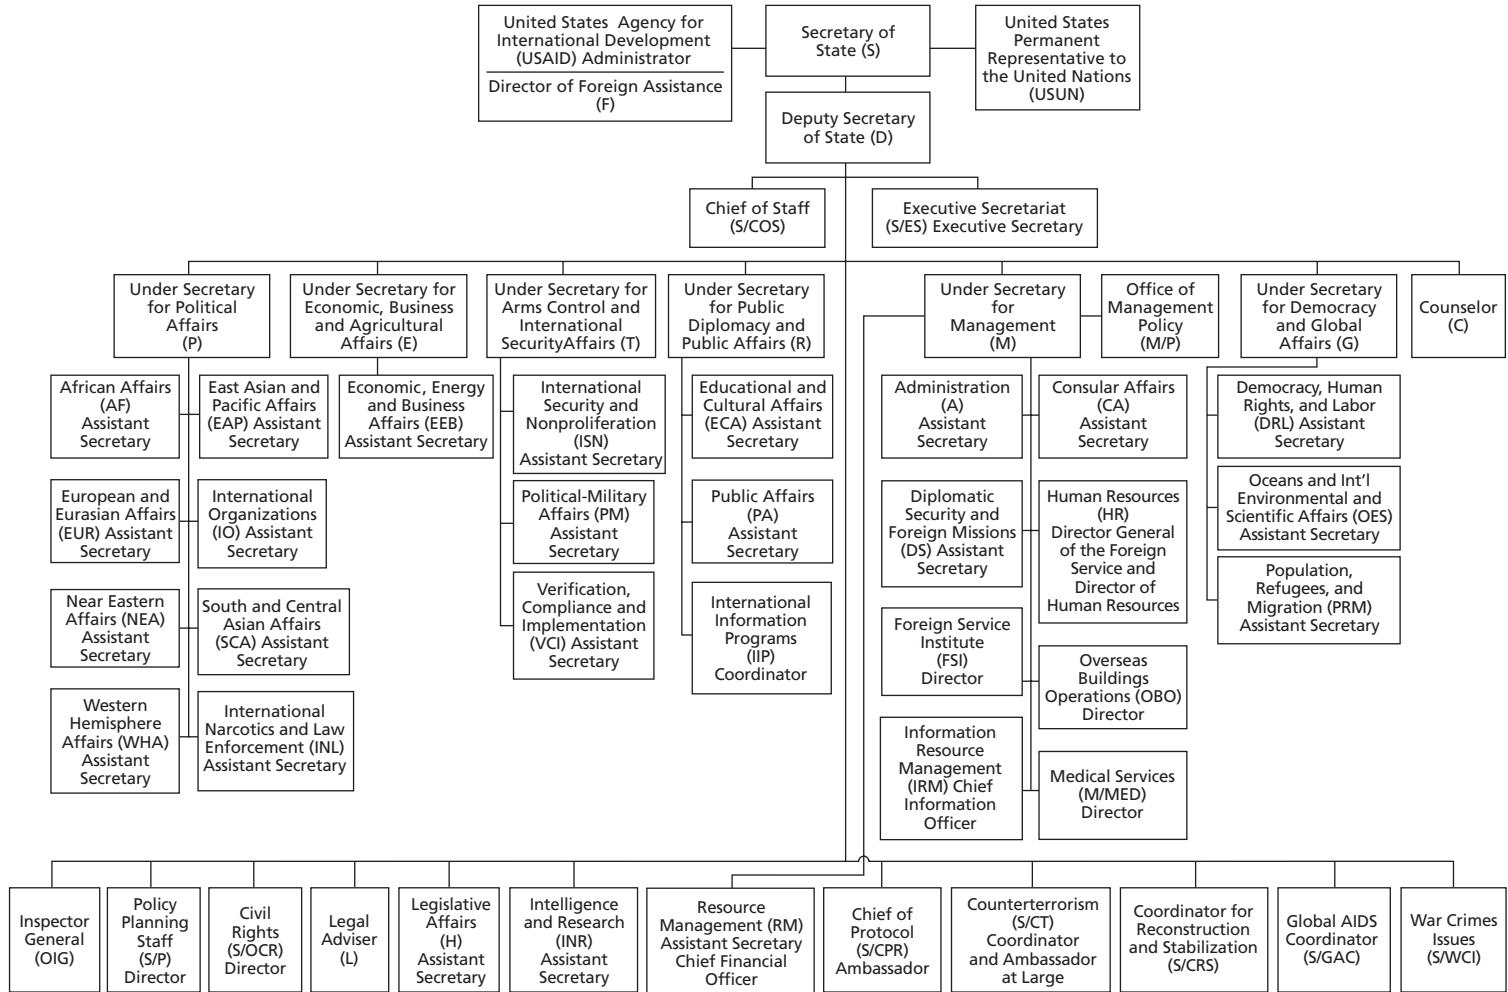 United States Agency for
International Development
(USAID) Administrator
Director of Foreign Assistance
(F)
Secretary of
State (S)
United States
Permanent
Representative to
the United Nations
(USUN)
Deputy Secretary
of State (D)
Chief of Staff
(S/COS)
Executive Secretariat
(S/ES) Executive Secretary
Under Secretary
for Political
Affairs
(P)
Under Secretary for
Economic, Business
and Agricultural
Affairs (E)
Under Secretary for
Arms Control and
International
SecurityAffairs (T)
Under Secretary
for Public
Diplomacy and
Public Affairs (R)
Under Secretary
for
Management
(M)
Office of
Management
Policy
(M/P)
Under Secretary
for Democracy
and Global
Affairs (G)
Counselor
(C)
African Affairs
(AF)
Assistant
Secretary
East Asian and
Pacific Affairs
(EAP) Assistant
Secretary
Economic, Energy
and Business
Affairs (EEB)
Assistant Secretary
International
Security and
Nonproliferation
(ISN)
Assistant Secretary
Educational and
Cultural Affairs
(ECA) Assistant
Secretary
Administration
(A)
Assistant
Secretary
Consular Affairs
(CA)
Assistant
Secretary
Democracy, Human
Rights, and Labor
(DRL) Assistant
Secretary
European and
Eurasian Affairs
(EUR) Assistant
Secretary
International
Organizations
(IO) Assistant
Secretary
Political-Military
Affairs (PM)
Assistant
Secretary
Public Affairs
(PA)
Assistant
Secretary
Diplomatic
Security and
Foreign Missions
(DS) Assistant
Secretary
Human Resources
(HR)
Director General
of the Foreign
Service and
Director of
Human Resources
Oceans and Int'l
Environmental and
Scientific Affairs (OES)
Assistant Secretary
Near Eastern
Affairs (NEA)
Assistant
Secretary
South and Central
Asian Affairs
(SCA) Assistant
Secretary
Verification,
Compliance and
Implementation
(VCI) Assistant
Secretary
International
Information
Programs
(IIP)
Coordinator
Foreign Service
Institute
(FSI)
Director
Overseas
Buildings
Operations (OBO)
Director
Population,
Refugees, and
Migration (PRM)
Assistant Secretary
Western
Hemisphere
Affairs (WHA)
Assistant
Secretary
International
Narcotics and Law
Enforcement (INL)
Assistant Secretary
Information
Resource
Management
(IRM) Chief
Information
Officer
Medical Services
(M/MED)
Director
Inspector
General
(OIG)
Policy
Planning
Staff
(S/P)
Director
Civil
Rights
(S/OCR)
Director
Legal
Adviser
(L)
Legislative
Affairs
(H)
Assistant
Secretary
Intelligence
and Research
(INR)
Assistant
Secretary
Resource
Management (RM)
Assistant Secretary
Chief Financial
Officer
Chief of
Protocol
(S/CPR)
Ambassador
Counterterrorism
(S/CT)
Coordinator
and Ambassador
at Large
Coordinator for
Reconstruction
and Stabilization
(S/CRS)
Global AIDS
Coordinator
(S/GAC)
War Crimes
Issues
(S/WCI)